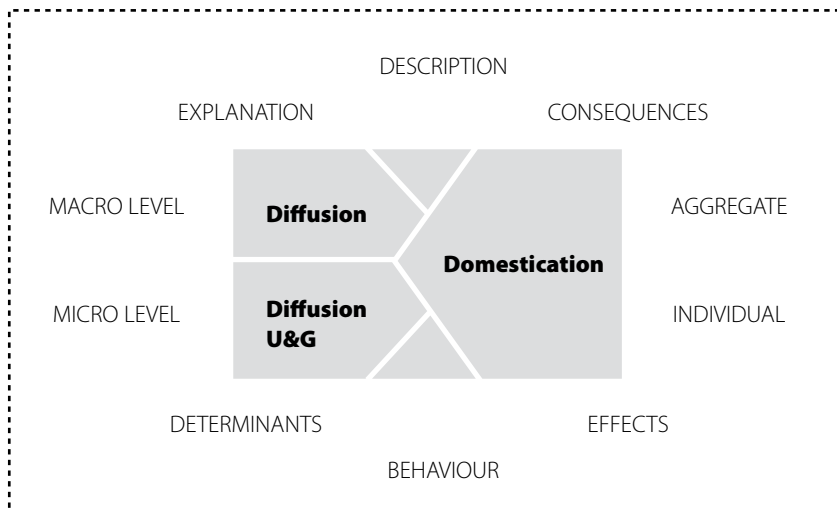 DESCRIPTION
EXPLANATION
CONSEQUENCES
MACRO LEVEL
Diffusion
AGGREGATE
Domestication
MICRO LEVEL
Diffusion
U&G
INDIVIDUAL
DETERMINANTS
EFFECTS
BEHAVIOUR